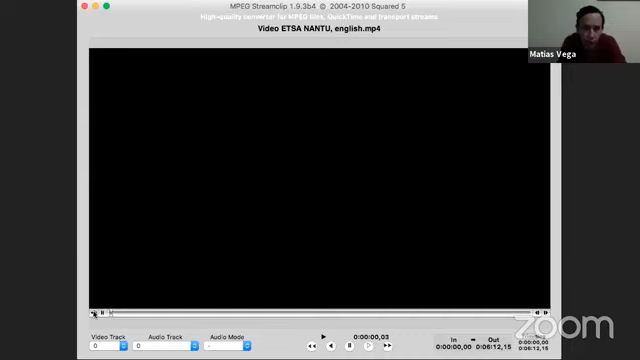 MPEG Streamclip 1.9.3b4 © 2004-2010 Squared 5
High-quality converter for MPEG files, QuickTime and transport streams
Video ETSA NANTU, english.mp4
Matias Vega
zoom
Video Track
Audio Track
Audio Mode
0:00:00,03
In
Out
0
0
-
0:00:00,00
0:06:12,15
0:00:00,00
0:06:12,15